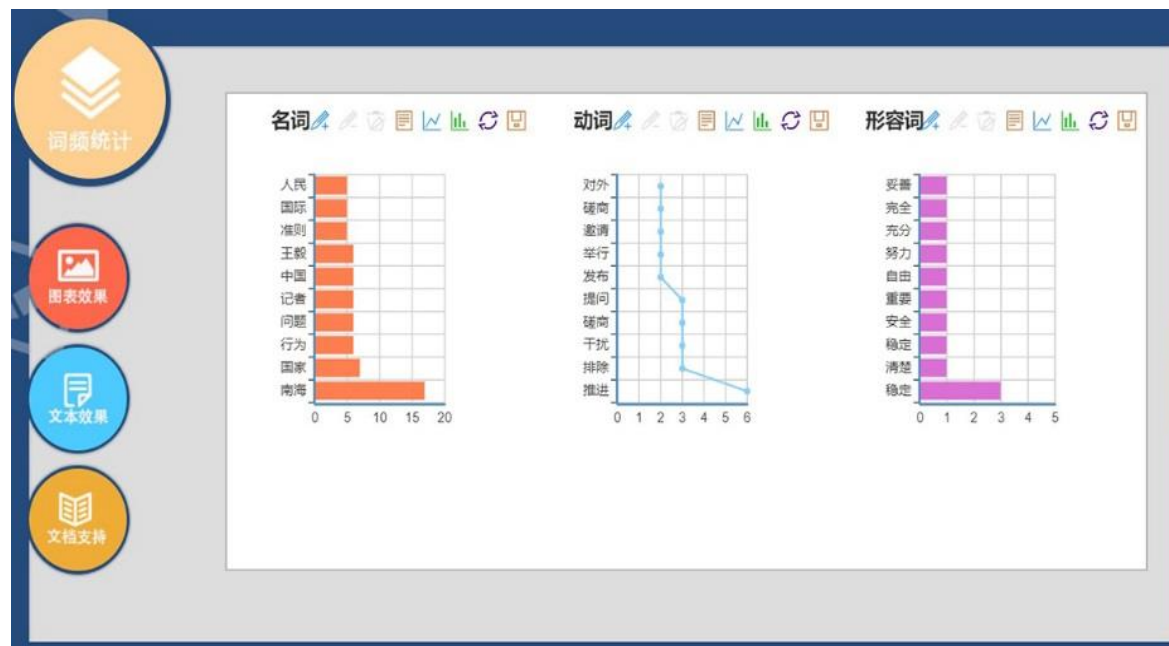 词频统计
图表效果
文本效果
文档支持
名词
人民
国际
准则
王毅
中国
记者
问题
行为
国家
南海
0 5 10 15 20
动词
对外
磋商
邀请
举行
发布
提问
磋商
干扰
排除
推进
0 1 2 3 4 5 6
形容词
妥善
完全
充分
努力
自由
重要
安全
稳定
清楚
稳定
0 1 2 3 4 5